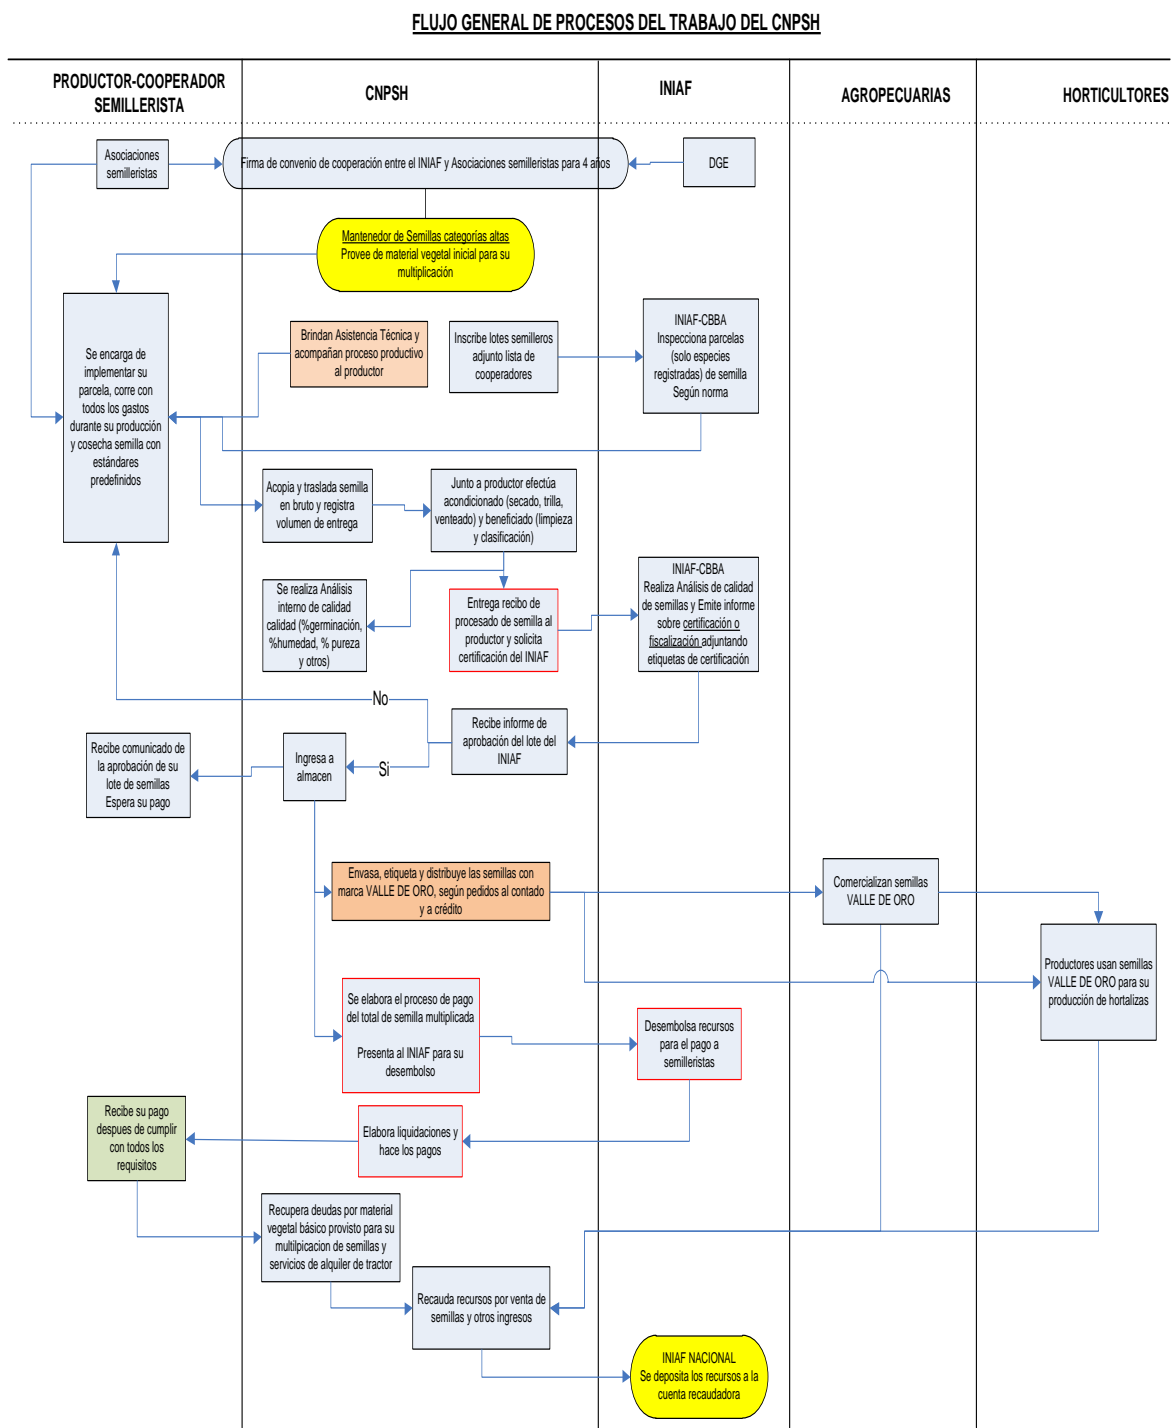 FLUJO GENERAL DE PROCESOS DEL TRABAJO DEL CNPSH
PRODUCTOR-COOPERADOR
SEMILLERISTA
CNPSH
INIAF
AGROPECUARIAS
HORTICULTORES
Asociaciones
semilleristas
Firma de convenio de cooperación entre el INIAF y Asociaciones semilleristas para 4 años
DGE
Mantenedor de Semillas categorías altas
Provee de material vegetal inicial para su
multiplicación
Se encarga de
implementar su
parcela, corre con
todos los gastos
durante su producción
y cosecha semilla con
estándares
predefinidos
Brindan Asistencia Técnica y
acompañan proceso productivo
al productor
Inscribe lotes semilleros
adjunto lista de
cooperadores
INIAF-CBBA
Inspecciona parcelas
(solo especies
registradas) de semilla
Según norma
Acopia y traslada semilla
en bruto y registra
volumen de entrega
Junto a productor efectúa
acondicionado (secado, trilla,
venteado) y beneficiado (limpieza
y clasificación)
Se realiza Análisis
interno de calidad
calidad (%germinación,
%humedad, % pureza
y otros)
Entrega recibo de
procesado de semilla al
productor y solicita
certificación del INIAF
INIAF-CBBA
Realiza Análisis de calidad
de semillas y Emite informe
sobre certificación o
fiscalización adjuntando
etiquetas de certificación
No
Recibe informe de
aprobación del lote del
INIAF
Si
Ingresa a
almacen
Recibe comunicado de
la aprobación de su
lote de semillas
Espera su pago
Envasa, etiqueta y distribuye las semillas con
marca VALLE DE ORO, según pedidos al contado
y a crédito
Comercializan semillas
VALLE DE ORO
Productores usan semillas
VALLE DE ORO para su
producción de hortalizas
Se elabora el proceso de pago
del total de semilla multiplicada
Presenta al INIAF para su
desembolso
Desembolsa recursos
para el pago a
semilleristas
Recibe su pago
despues de cumplir
con todos los
requisitos
Elabora liquidaciones y
hace los pagos
Recupera deudas por material
vegetal básico provisto para su
multilpicacion de semillas y
servicios de alquiler de tractor
Recauda recursos por venta de
semillas y otros ingresos
INIAF NACIONAL
Se deposita los recursos a la
cuenta recaudadora